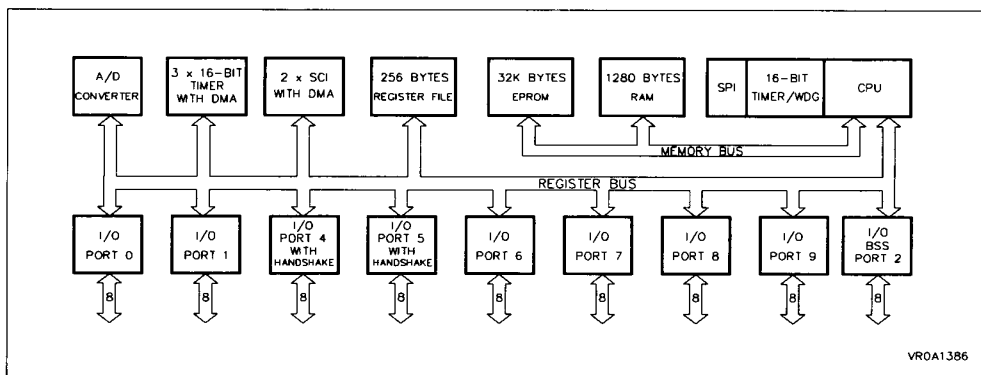 A/D
CONVERTER
3 x 16-BIT
TIMER
WITH DMA
2 x SCI
WITH DMA
256 BYTES
REGISTER FILE
32K BYTES
EPROM
1280 BYTES
RAM
SPI
16-BIT
TIMER/WDG
CPU
MEMORY BUS
REGISTER BUS
I/O
PORT 0
I/O
PORT 1
I/O
PORT 4
WITH
HANDSHAKE
I/O
PORT 5
WITH
HANDSHAKE
I/O
PORT 6
I/O
PORT 7
I/O
PORT 8
I/O
PORT 9
I/O
BSS
PORT 2
8
8
8
8
8
8
8
8
8
VR0A1386